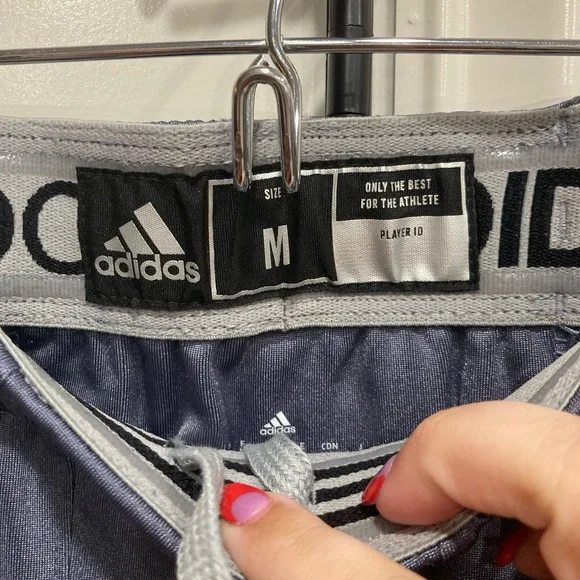 adidas
SIZE
M
ONLY THE BEST
FOR THE ATHLETE
PLAYER ID
adidas
E
CDN